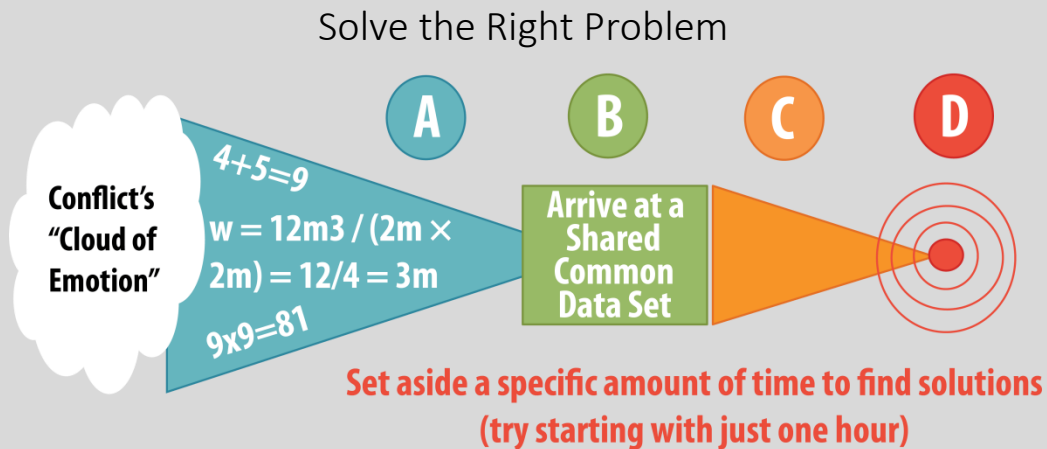 Solve the Right Problem
A
B
C
D
Conflict's
"Cloud of
Emotion"
4+5=9
w = 12m3 / (2m ×
2m) = 12/4 = 3m
9x9=81
Arrive at a
Shared
Common
Data Set
Set aside a specific amount of time to find solutions
(try starting with just one hour)